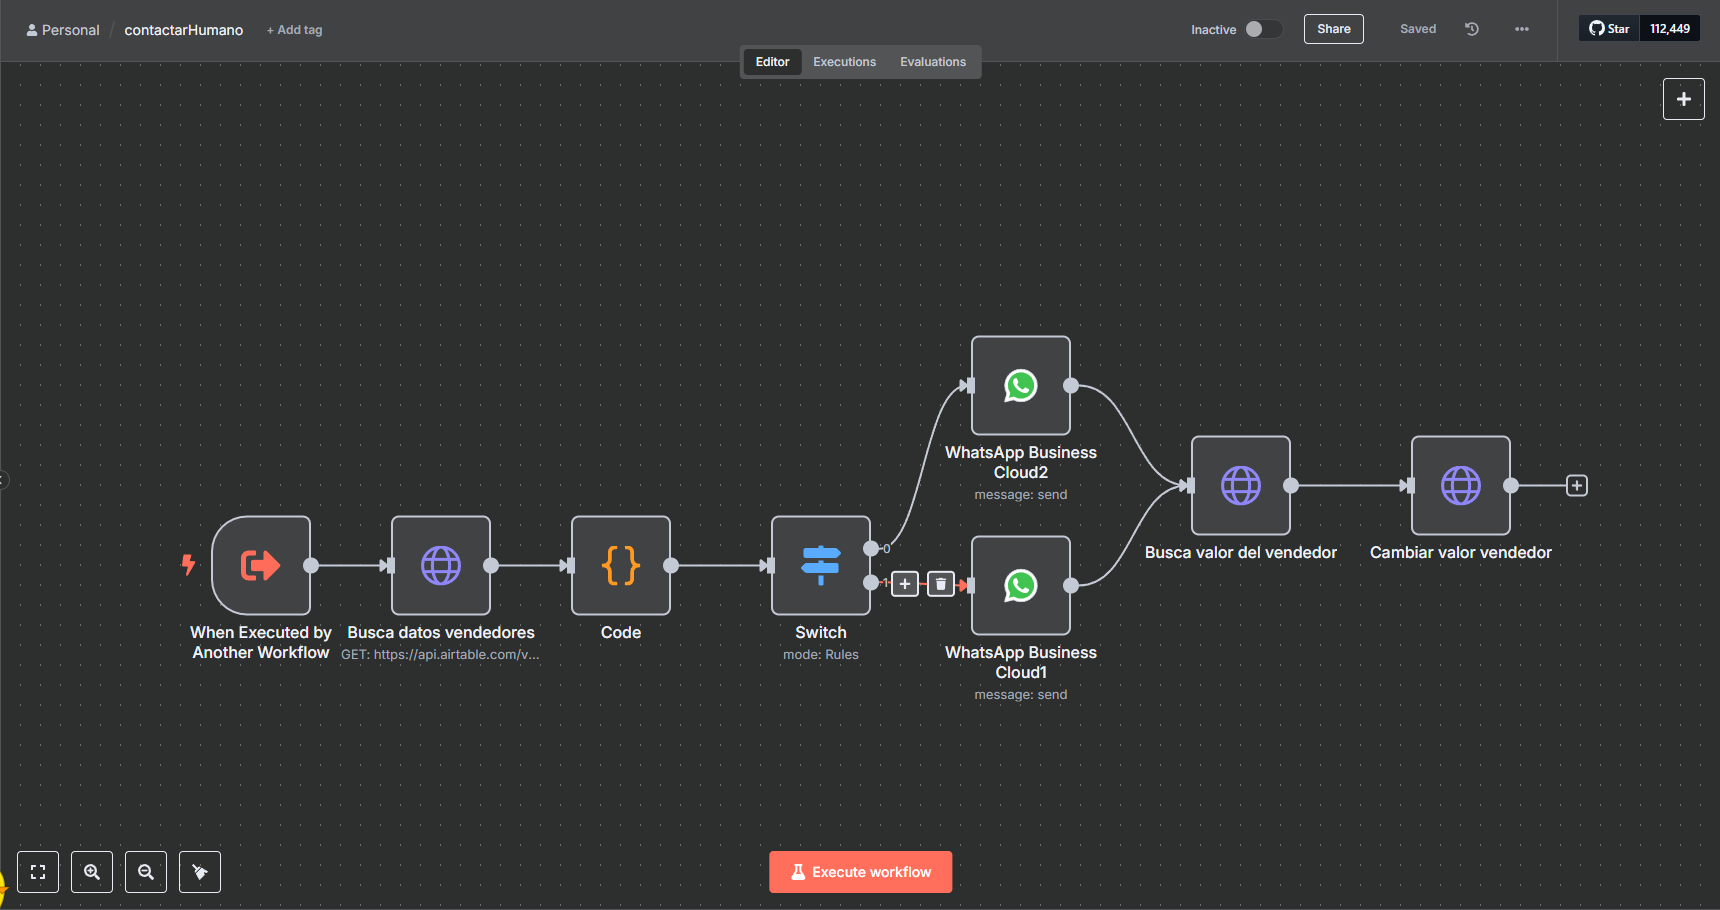 Personal / contactarHumano + Add tag
Inactive
Share
Saved
Star 112,449
Editor Executions Evaluations
WhatsApp Business
Cloud2
message: send
Busca valor del vendedor
Cambiar valor vendedor
0
1
When Executed by
Another Workflow
Busca datos vendedores
GET: https://api.airtable.com/v...
Code
{}
Switch
mode: Rules
WhatsApp Business
Cloud1
message: send
Execute workflow